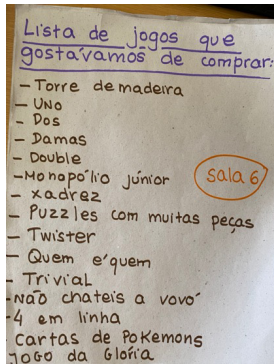 Lista de jogos que
gostávamos de comprar:
- Torre de madeira
- UNO
- Dos
- Damas
- Double
- Monopólio júnior
sala 6
- xadrez
- Puzzles com muitas peças
- Twister
- Quem é quem
- Trivial
- Não chateis a vovó
- 4 em linha
cartas de Pokemons
Jogo da Glória